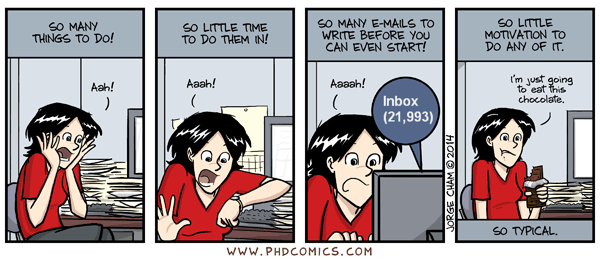 SO MANY
THINGS TO DO!
Aah!
SO LITTLE TIME
TO DO THEM IN!
Aaah!
SO MANY E-MAILS TO
WRITE BEFORE YOU
CAN EVEN START!
Aaaah!
Inbox
(21,993)
JORGE CHAM © 2014
SO LITTLE
MOTIVATION TO
DO ANY OF IT.
I'm just going
to eat this
chocolate.
SO TYPICAL.
WWW.PHDCOMICS.COM